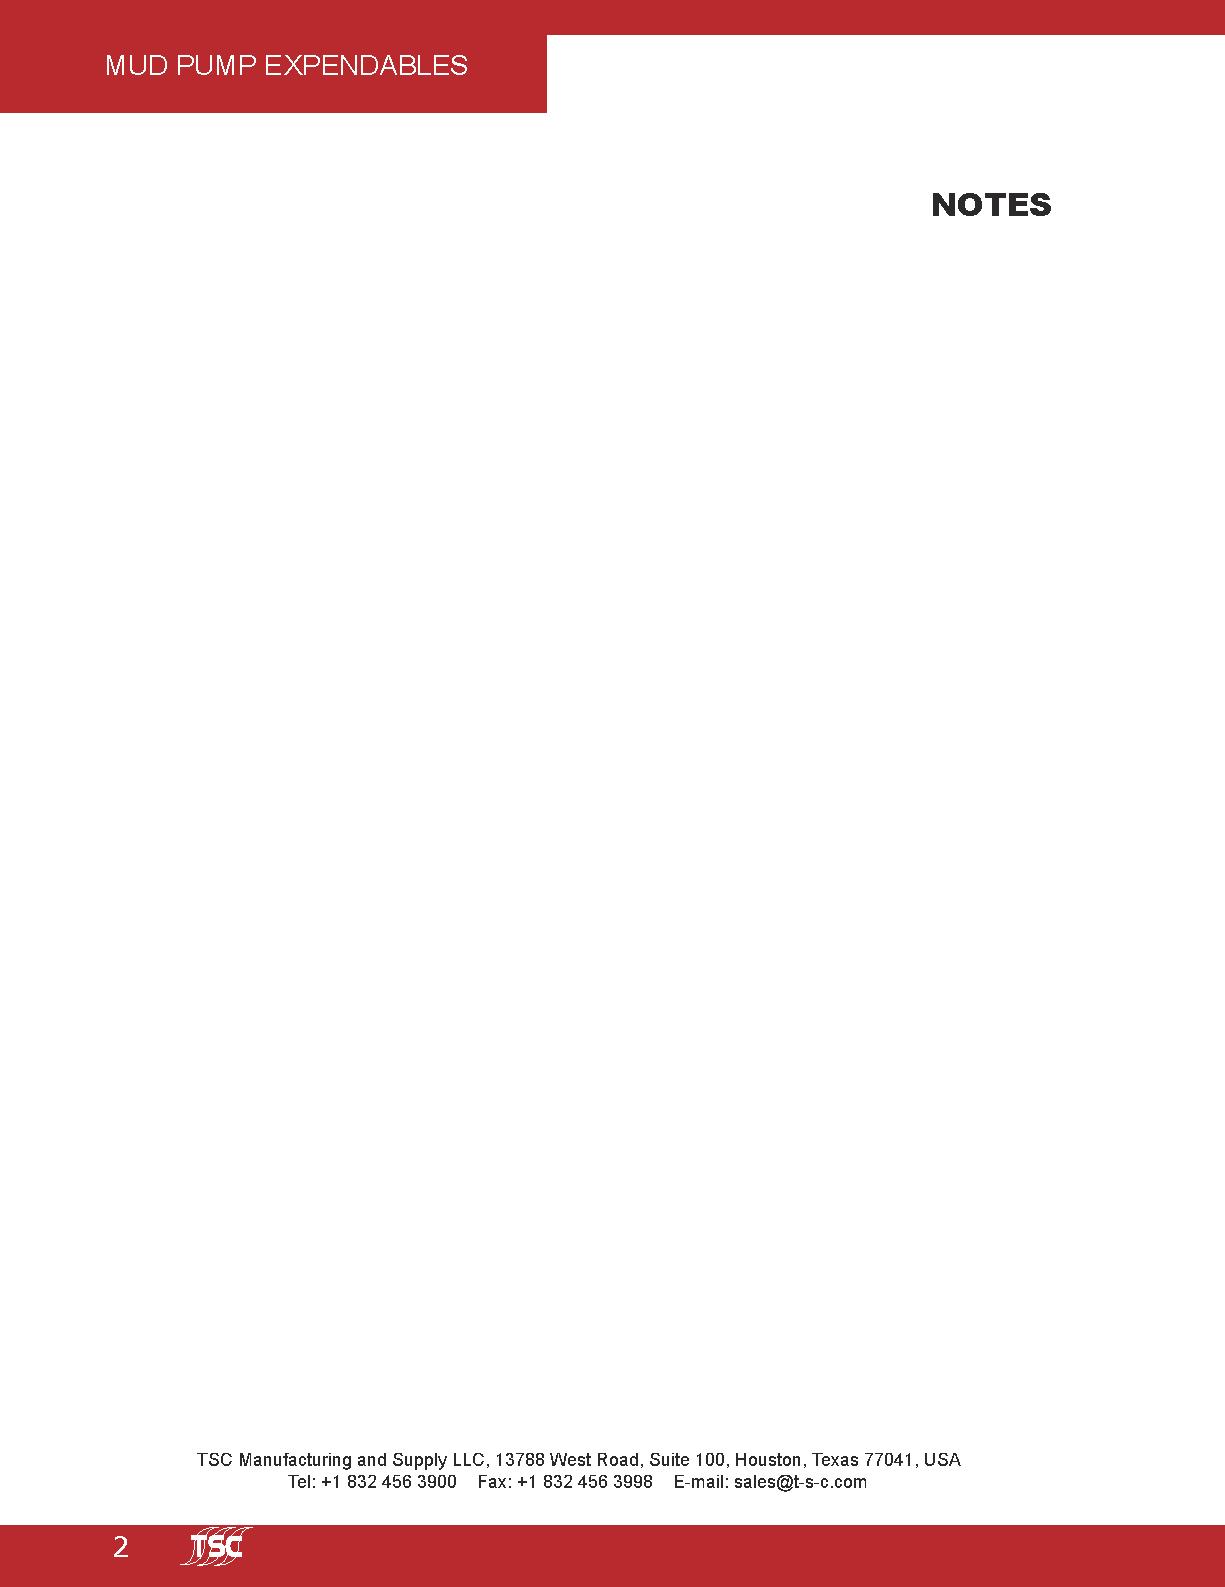 MUD PUMP EXPENDABLES
NOTES
TSC Manufacturing and Supply LLC, 13788 West Road, Suite 100, Houston, Texas 77041, USA
Tel: +1 832 456 3900 Fax: +1 832 456 3998 E-mail: sales@t-s-c.com
2 TSC